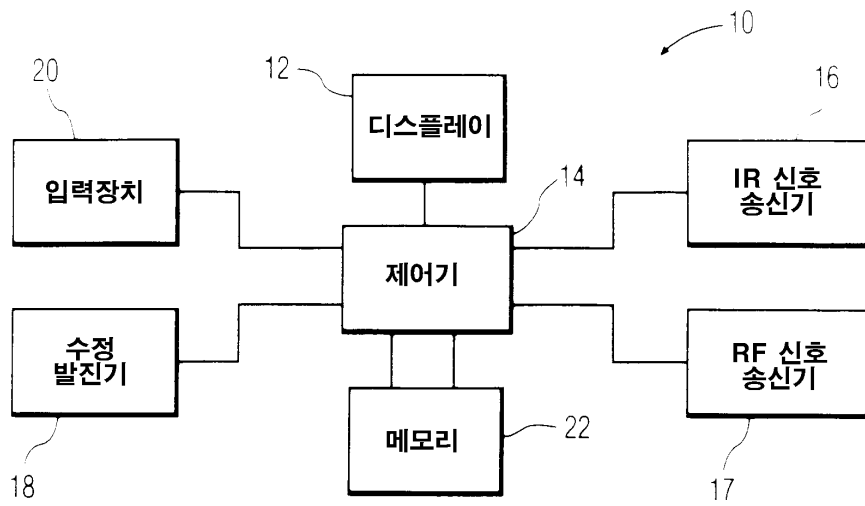 10
12
디스플레이
20
입력장치
16
IR 신호
송신기
14
제어기
수정
발진기
18
메모리
22
RF 신호
송신기
17